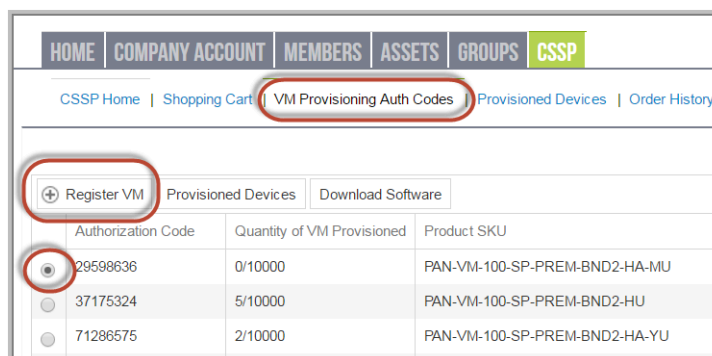 HOME COMPANY ACCOUNT MEMBERS ASSETS GROUPS CSSP
CSSP Home | Shopping Cart | VM Provisioning Auth Codes | Provisioned Devices | Order History
Register VM Provisioned Devices Download Software
Authorization Code Quantity of VM Provisioned Product SKU
29598636 0/10000 PAN-VM-100-SP-PREM-BND2-HA-MU
37175324 5/10000 PAN-VM-100-SP-PREM-BND2-HU
71286575 2/10000 PAN-VM-100-SP-PREM-BND2-HA-YU